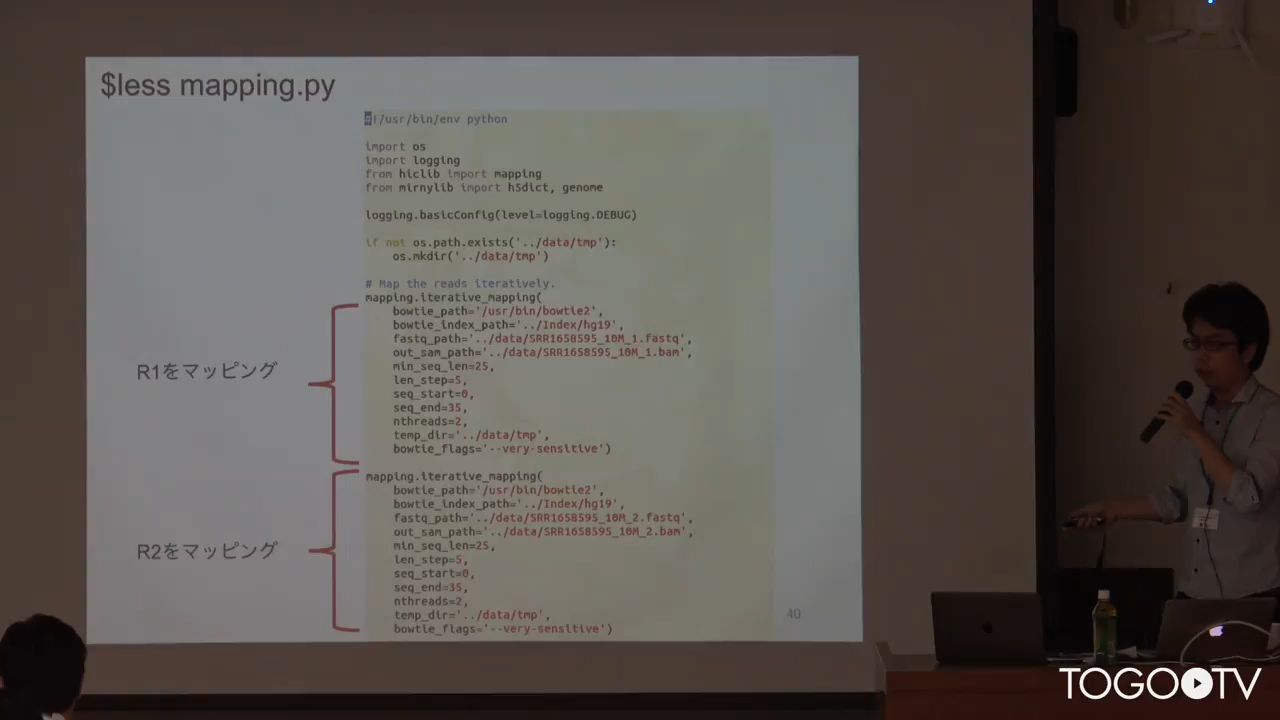 $less mapping.py
#!/usr/bin/env python
import os
import logging
from hiclib import mapping
from mirnylib import h5dict, genome
logging.basicConfig(level=logging.DEBUG)
if not os.path.exists('../data/tmp'):
os.mkdir('../data/tmp')
# Map the reads iteratively.
mapping.iterative_mapping(
bowtie_path='/usr/bin/bowtie2',
bowtie_index_path='../Index/hg19',
fastq_path='../data/SRR1658595_10M_1.fastq',
out_sam_path='../data/SRR1658595_10M_1.bam',
min_seq_len=25,
len_step=5,
seq_start=0,
seq_end=35,
nthreads=2,
temp_dir='../data/tmp',
bowtie_flags='--very-sensitive')
R1をマッピング
mapping.iterative_mapping(
bowtie_path='/usr/bin/bowtie2',
bowtie_index_path='../Index/hg19',
fastq_path='../data/SRR1658595_10M_2.fastq',
out_sam_path='../data/SRR1658595_10M_2.bam',
min_seq_len=25,
len_step=5,
seq_start=0,
seq_end=35,
nthreads=2,
temp_dir='../data/tmp',
bowtie_flags='--very-sensitive')
R2をマッピング
40
TOGO TV